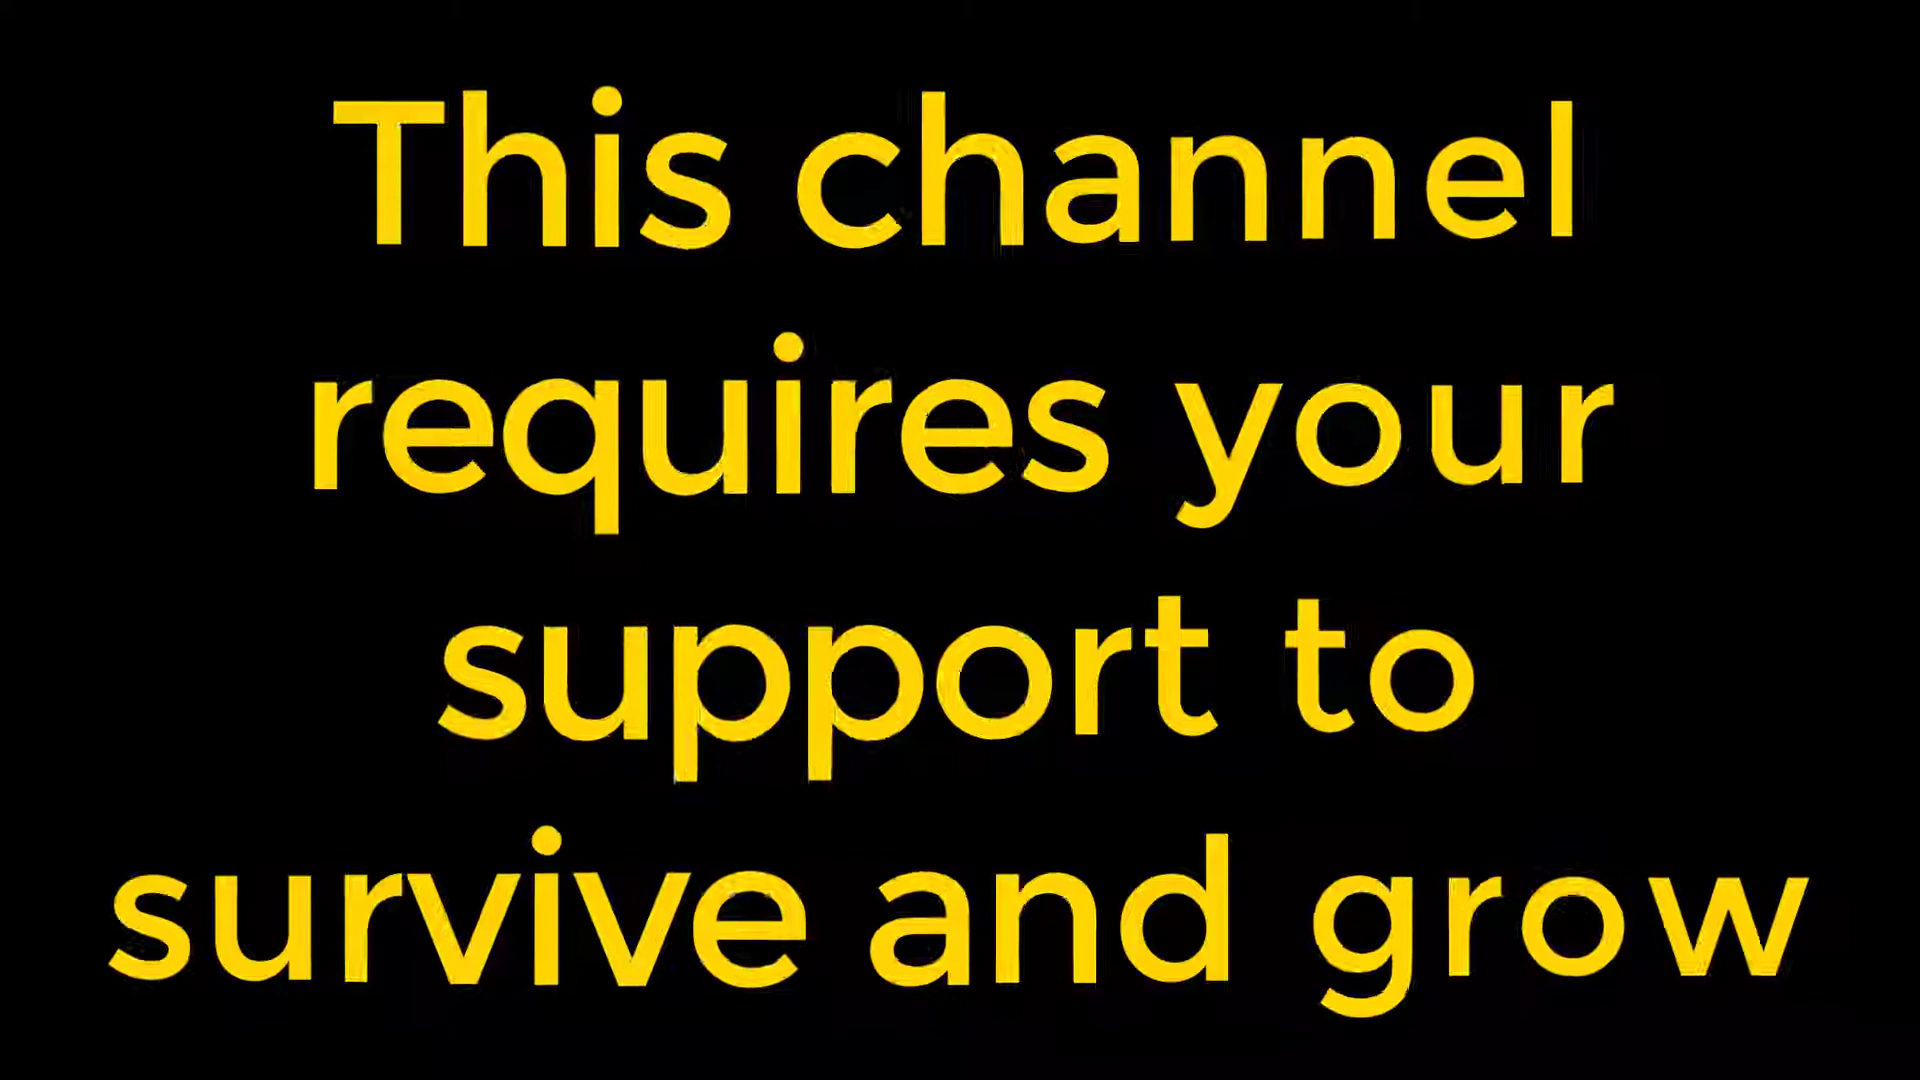 This channel
requires your
support to
survive and grow